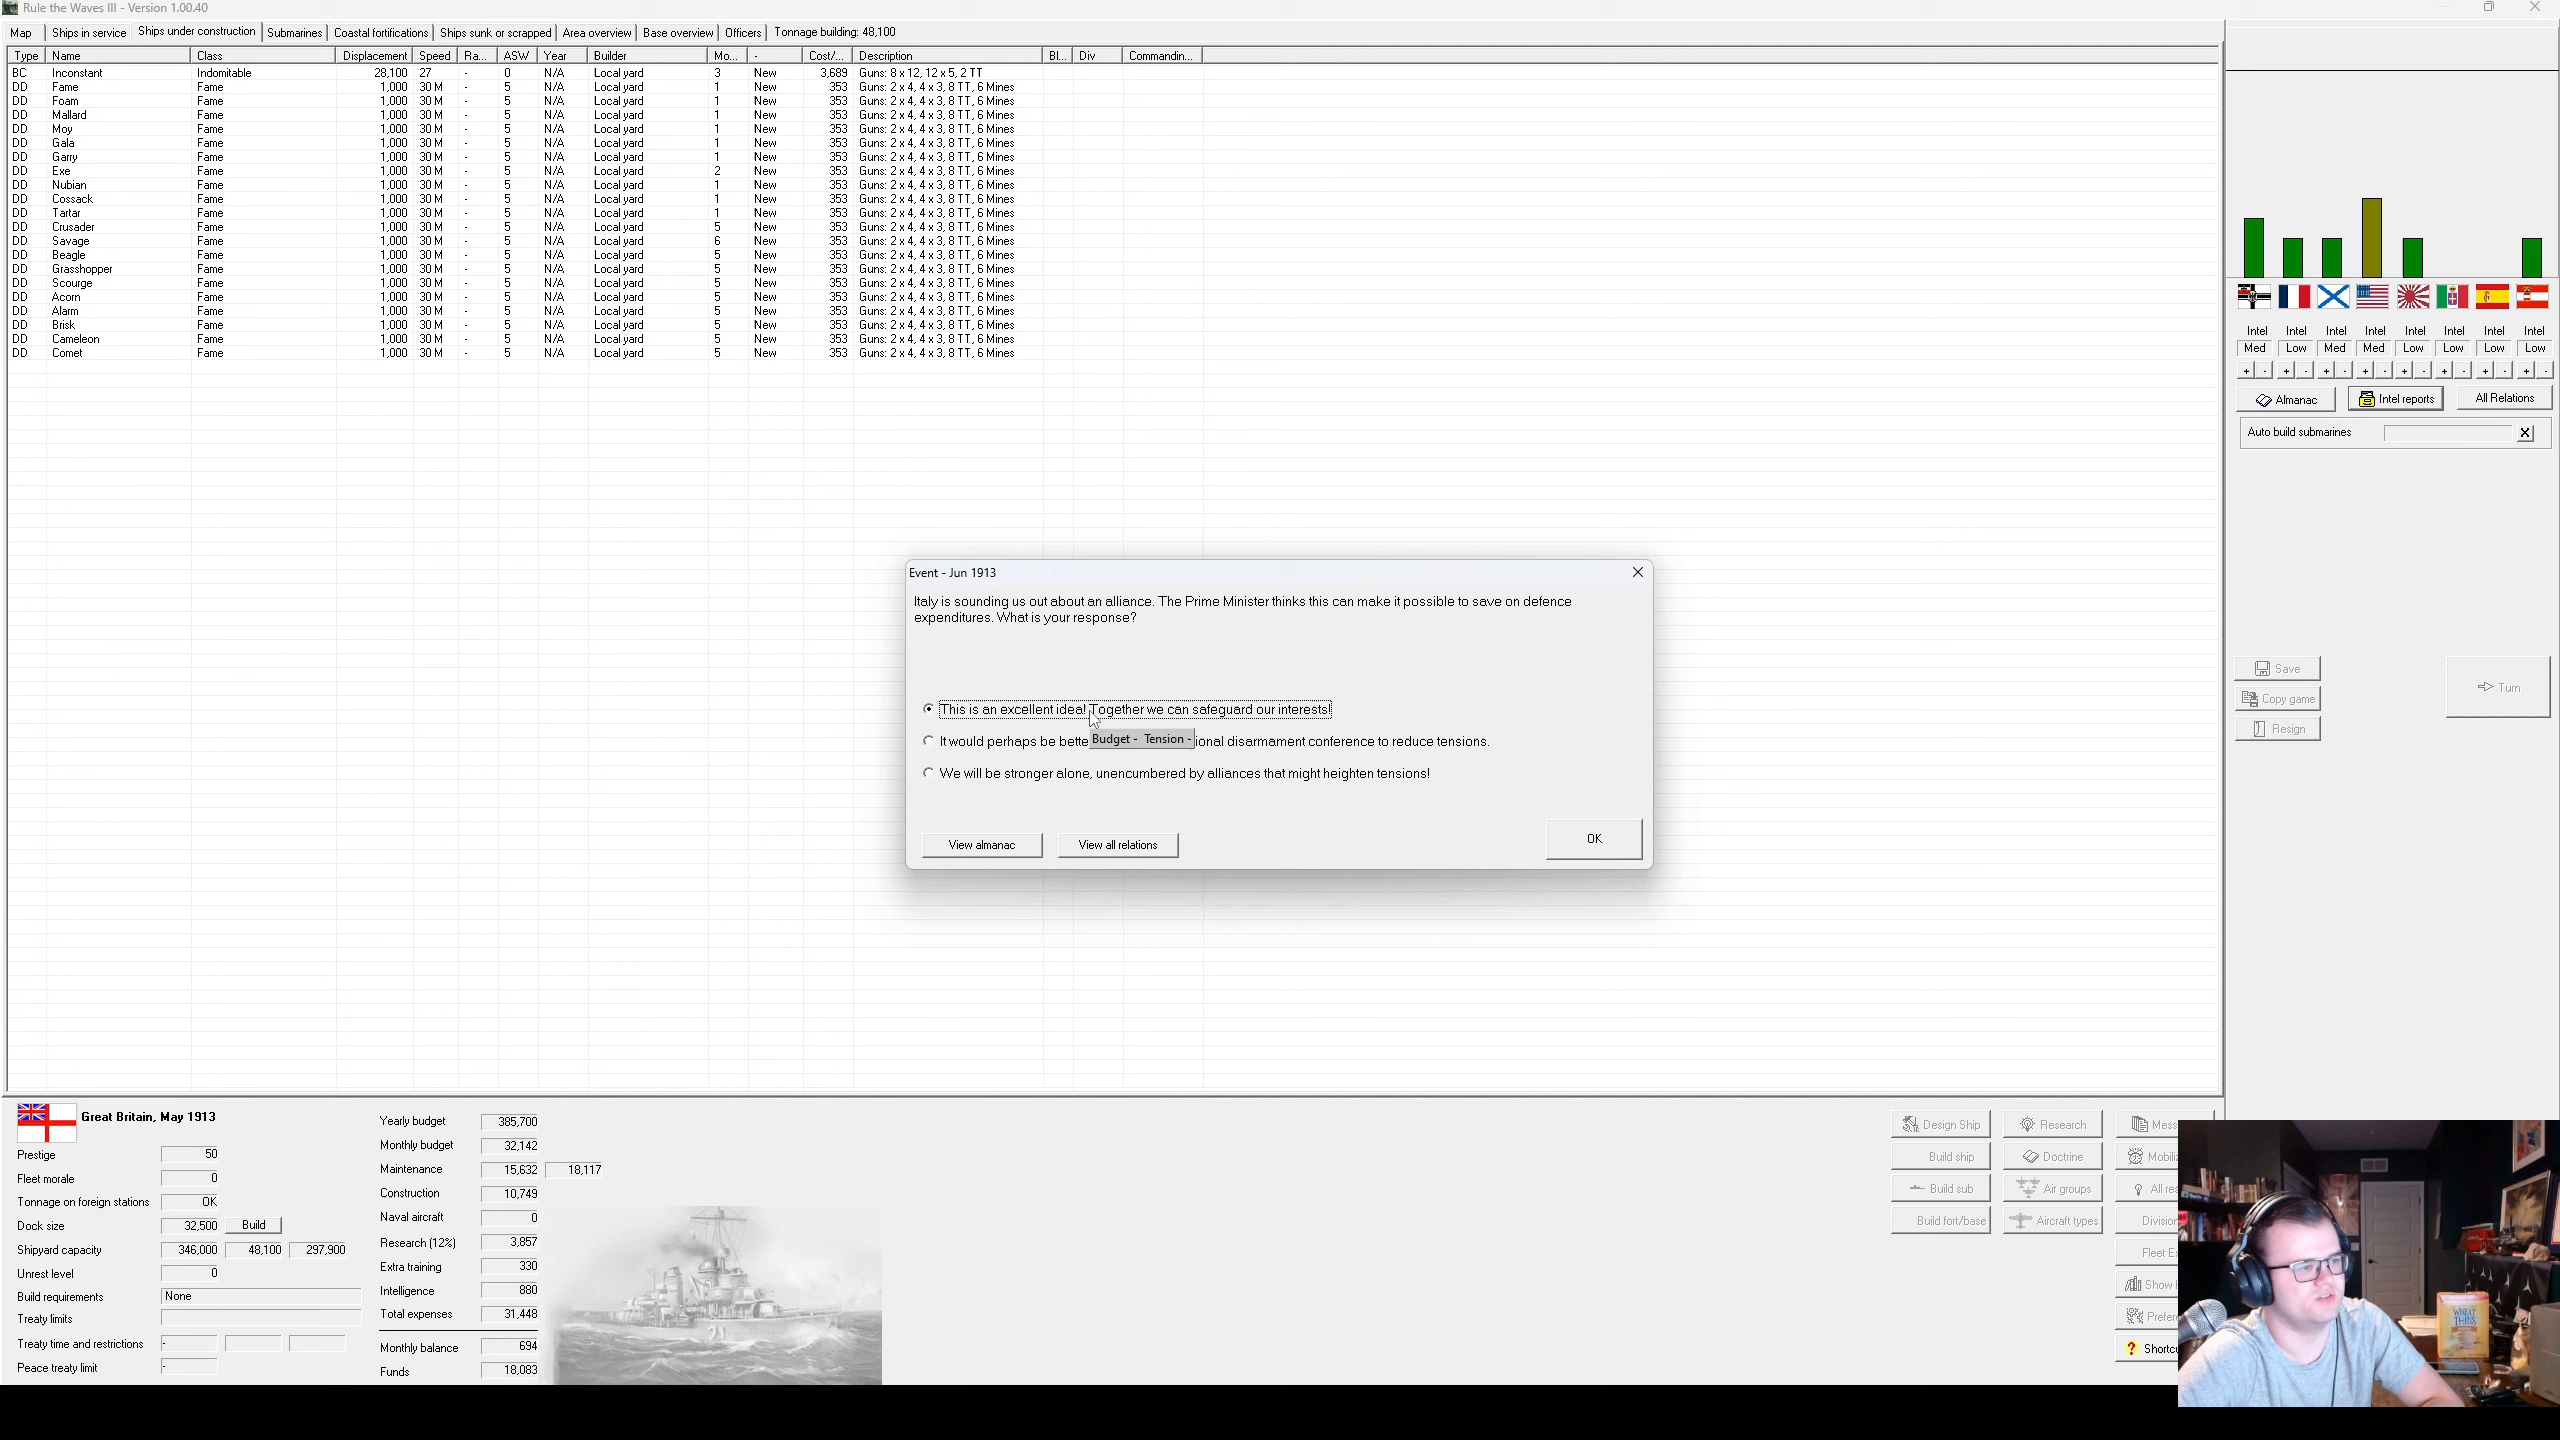 Rule the Waves III - Version 1.00.40
Map Ships in service Ships under construction Submarines Coastal fortifications Ships sunk or scrapped Area overview Base overview Officers Tonnage building: 48,100
Type Name Class Displacement Speed Ra... ASW Year Builder Mo... - Cost/... Description Bl... Div Commandin...
BC Inconstant Indomitable 28,100 27 - 0 N/A Local yard 3 New 3,689 Guns: 8 x 12, 12 x 5, 2 TT
DD Fame Fame 1,000 30 M - 5 N/A Local yard 1 New 353 Guns: 2 x 4, 4 x 3, 8 TT, 6 Mines
DD Foam Fame 1,000 30 M - 5 N/A Local yard 1 New 353 Guns: 2 x 4, 4 x 3, 8 TT, 6 Mines
DD Mallard Fame 1,000 30 M - 5 N/A Local yard 1 New 353 Guns: 2 x 4, 4 x 3, 8 TT, 6 Mines
DD Moy Fame 1,000 30 M - 5 N/A Local yard 1 New 353 Guns: 2 x 4, 4 x 3, 8 TT, 6 Mines
DD Gala Fame 1,000 30 M - 5 N/A Local yard 1 New 353 Guns: 2 x 4, 4 x 3, 8 TT, 6 Mines
DD Garry Fame 1,000 30 M - 5 N/A Local yard 1 New 353 Guns: 2 x 4, 4 x 3, 8 TT, 6 Mines
DD Exe Fame 1,000 30 M - 5 N/A Local yard 2 New 353 Guns: 2 x 4, 4 x 3, 8 TT, 6 Mines
DD Nubian Fame 1,000 30 M - 5 N/A Local yard 1 New 353 Guns: 2 x 4, 4 x 3, 8 TT, 6 Mines
DD Cossack Fame 1,000 30 M - 5 N/A Local yard 1 New 353 Guns: 2 x 4, 4 x 3, 8 TT, 6 Mines
DD Tartar Fame 1,000 30 M - 5 N/A Local yard 1 New 353 Guns: 2 x 4, 4 x 3, 8 TT, 6 Mines
DD Crusader Fame 1,000 30 M - 5 N/A Local yard 5 New 353 Guns: 2 x 4, 4 x 3, 8 TT, 6 Mines
DD Savage Fame 1,000 30 M - 5 N/A Local yard 6 New 353 Guns: 2 x 4, 4 x 3, 8 TT, 6 Mines
DD Beagle Fame 1,000 30 M - 5 N/A Local yard 5 New 353 Guns: 2 x 4, 4 x 3, 8 TT, 6 Mines
DD Grasshopper Fame 1,000 30 M - 5 N/A Local yard 5 New 353 Guns: 2 x 4, 4 x 3, 8 TT, 6 Mines
DD Scourge Fame 1,000 30 M - 5 N/A Local yard 5 New 353 Guns: 2 x 4, 4 x 3, 8 TT, 6 Mines
DD Acorn Fame 1,000 30 M - 5 N/A Local yard 5 New 353 Guns: 2 x 4, 4 x 3, 8 TT, 6 Mines
DD Alarm Fame 1,000 30 M - 5 N/A Local yard 5 New 353 Guns: 2 x 4, 4 x 3, 8 TT, 6 Mines
DD Brisk Fame 1,000 30 M - 5 N/A Local yard 5 New 353 Guns: 2 x 4, 4 x 3, 8 TT, 6 Mines
DD Cameleon Fame 1,000 30 M - 5 N/A Local yard 5 New 353 Guns: 2 x 4, 4 x 3, 8 TT, 6 Mines
DD Comet Fame 1,000 30 M - 5 N/A Local yard 5 New 353 Guns: 2 x 4, 4 x 3, 8 TT, 6 Mines
Intel Intel Intel Intel Intel Intel Intel Intel
Med Low Med Med Low Low Low Low
+ - + - + - + - + - + - + - + -
Almanac Intel reports All Relations
Auto build submarines X
Event - Jun 1913
Italy is sounding us out about an alliance. The Prime Minister thinks this can make it possible to save on defence
expenditures. What is your response?
This is an excellent idea! Together we can safeguard our interests!
It would perhaps be bette Budget - Tension - ional disarmament conference to reduce tensions.
We will be stronger alone, unencumbered by alliances that might heighten tensions!
View almanac View all relations OK
Save
Copy game
Resign
Turn
Great Britain, May 1913
Prestige 50
Fleet morale 0
Tonnage on foreign stations OK
Dock size 32,500 Build
Shipyard capacity 346,000 48,100 297,900
Unrest level 0
Build requirements None
Treaty limits
Treaty time and restrictions -
Peace treaty limit -
Yearly budget 385,700
Monthly budget 32,142
Maintenance 15,632 18,117
Construction 10,749
Naval aircraft 0
Research (12%) 3,857
Extra training 330
Intelligence 880
Total expenses 31,448
Monthly balance 694
Funds 18,083
Design Ship Research Mess
Build ship Doctrine Mobiliz
Build sub Air groups All res
Build fort/base Aircraft types Division
Fleet Ex
Show
Prefer
? Shortcu
WHEAT
THINS